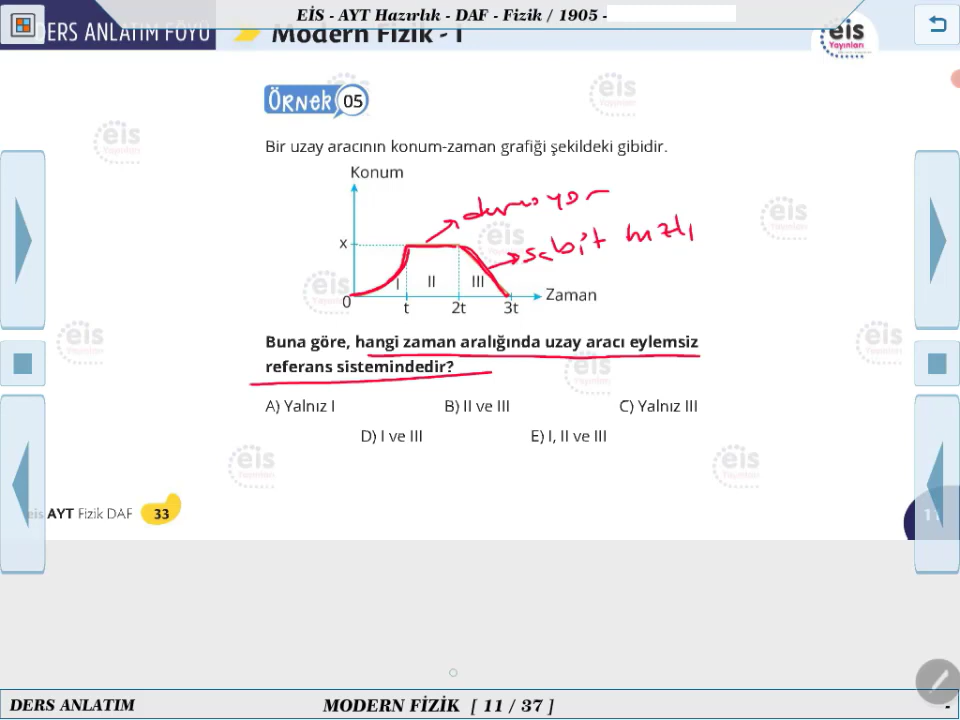 EİS - AYT Hazırlık - DAF - Fizik / 1905 -
DERS ANLATIM FÖYÜ
Modern Fizik - I
eis
Yayınları
ÖRNEK 05
Bir uzay aracının konum-zaman grafiği şekildeki gibidir.
Konum
duruyor
x
sabit hızlı
I
II
III
Zaman
0
t
2t
3t
Buna göre, hangi zaman aralığında uzay aracı eylemsiz
referans sistemindedir?
A) Yalnız I
B) II ve III
C) Yalnız III
D) I ve III
E) I, II ve III
eis AYT Fizik DAF 33
11
DERS ANLATIM
MODERN FİZİK [ 11 / 37 ]
-